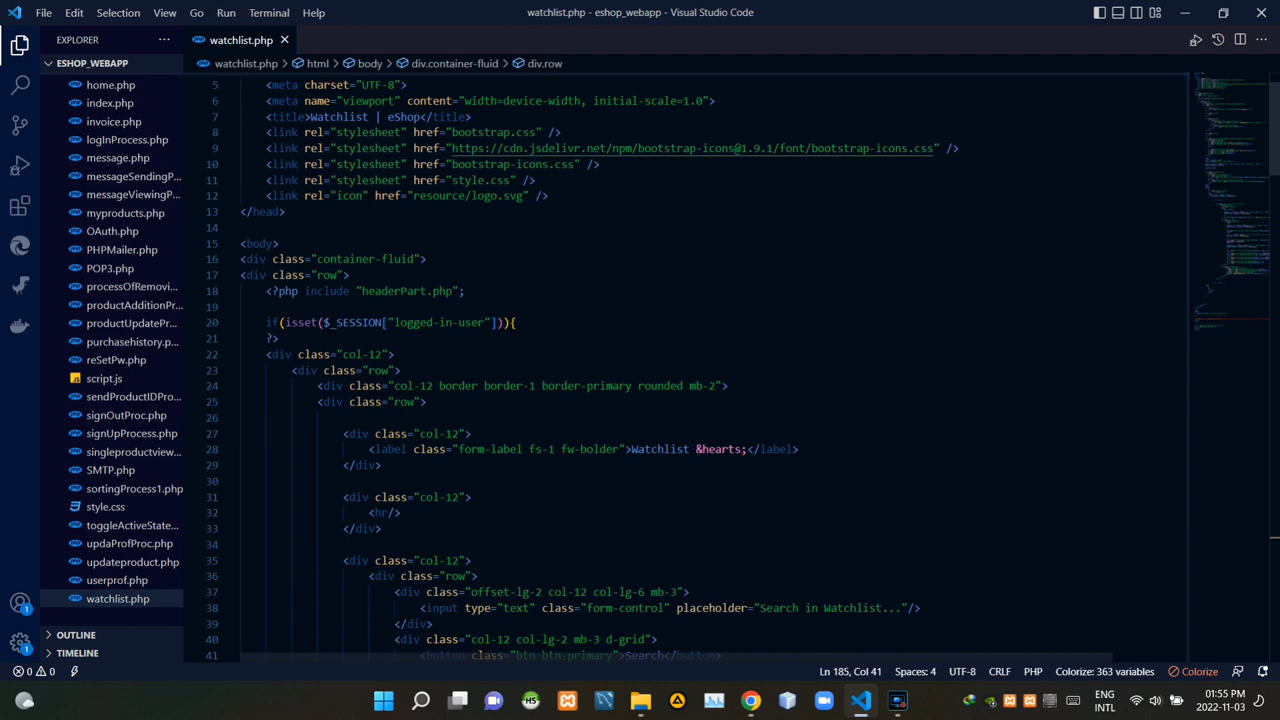 File Edit Selection View Go Run Terminal Help
watchlist.php - eshop_webapp - Visual Studio Code
EXPLORER
ESHOP_WEBAPP
home.php
index.php
invoice.php
logInProcess.php
message.php
messageSendingP...
messageViewingP...
myproducts.php
OAuth.php
PHPMailer.php
POP3.php
processOfRemovi...
productAdditionPr...
productUpdatePr...
purchasehistory.p...
reSetPw.php
script.js
sendProductIDPro...
signOutProc.php
signUpProcess.php
singleproductview...
SMTP.php
sortingProcess1.php
style.css
toggleActiveState...
updaProfProc.php
updateproduct.php
userprof.php
watchlist.php
OUTLINE
TIMELINE
watchlist.php
watchlist.php > html > body > div.container-fluid > div.row
5 <meta charset="UTF-8">
6 <meta name="viewport" content="width=device-width, initial-scale=1.0">
7 <title>Watchlist | eShop</title>
8 <link rel="stylesheet" href="bootstrap.css" />
9 <link rel="stylesheet" href="https://cdn.jsdelivr.net/npm/bootstrap-icons@1.9.1/font/bootstrap-icons.css" />
10 <link rel="stylesheet" href="bootstrap-icons.css" />
11 <link rel="stylesheet" href="style.css" />
12 <link rel="icon" href="resource/logo.svg" />
13 </head>
14
15 <body>
16 <div class="container-fluid">
17 <div class="row">
18 <?php include "headerPart.php";
19
20 if(isset($_SESSION["logged-in-user"])){
21 ?>
22 <div class="col-12">
23 <div class="row">
24 <div class="col-12 border border-1 border-primary rounded mb-2">
25 <div class="row">
26
27 <div class="col-12">
28 <label class="form-label fs-1 fw-bolder">Watchlist &hearts;</label>
29 </div>
30
31 <div class="col-12">
32 <hr/>
33 </div>
34
35 <div class="col-12">
36 <div class="row">
37 <div class="offset-lg-2 col-12 col-lg-6 mb-3">
38 <input type="text" class="form-control" placeholder="Search in Watchlist..."/>
39 </div>
40 <div class="col-12 col-lg-2 mb-3 d-grid">
41 <button class="btn btn-primary">Search</button>
0 0 Ln 185, Col 41 Spaces: 4 UTF-8 CRLF PHP Colorize: 363 variables Colorize
ENG
INTL
01:55 PM
2022-11-03